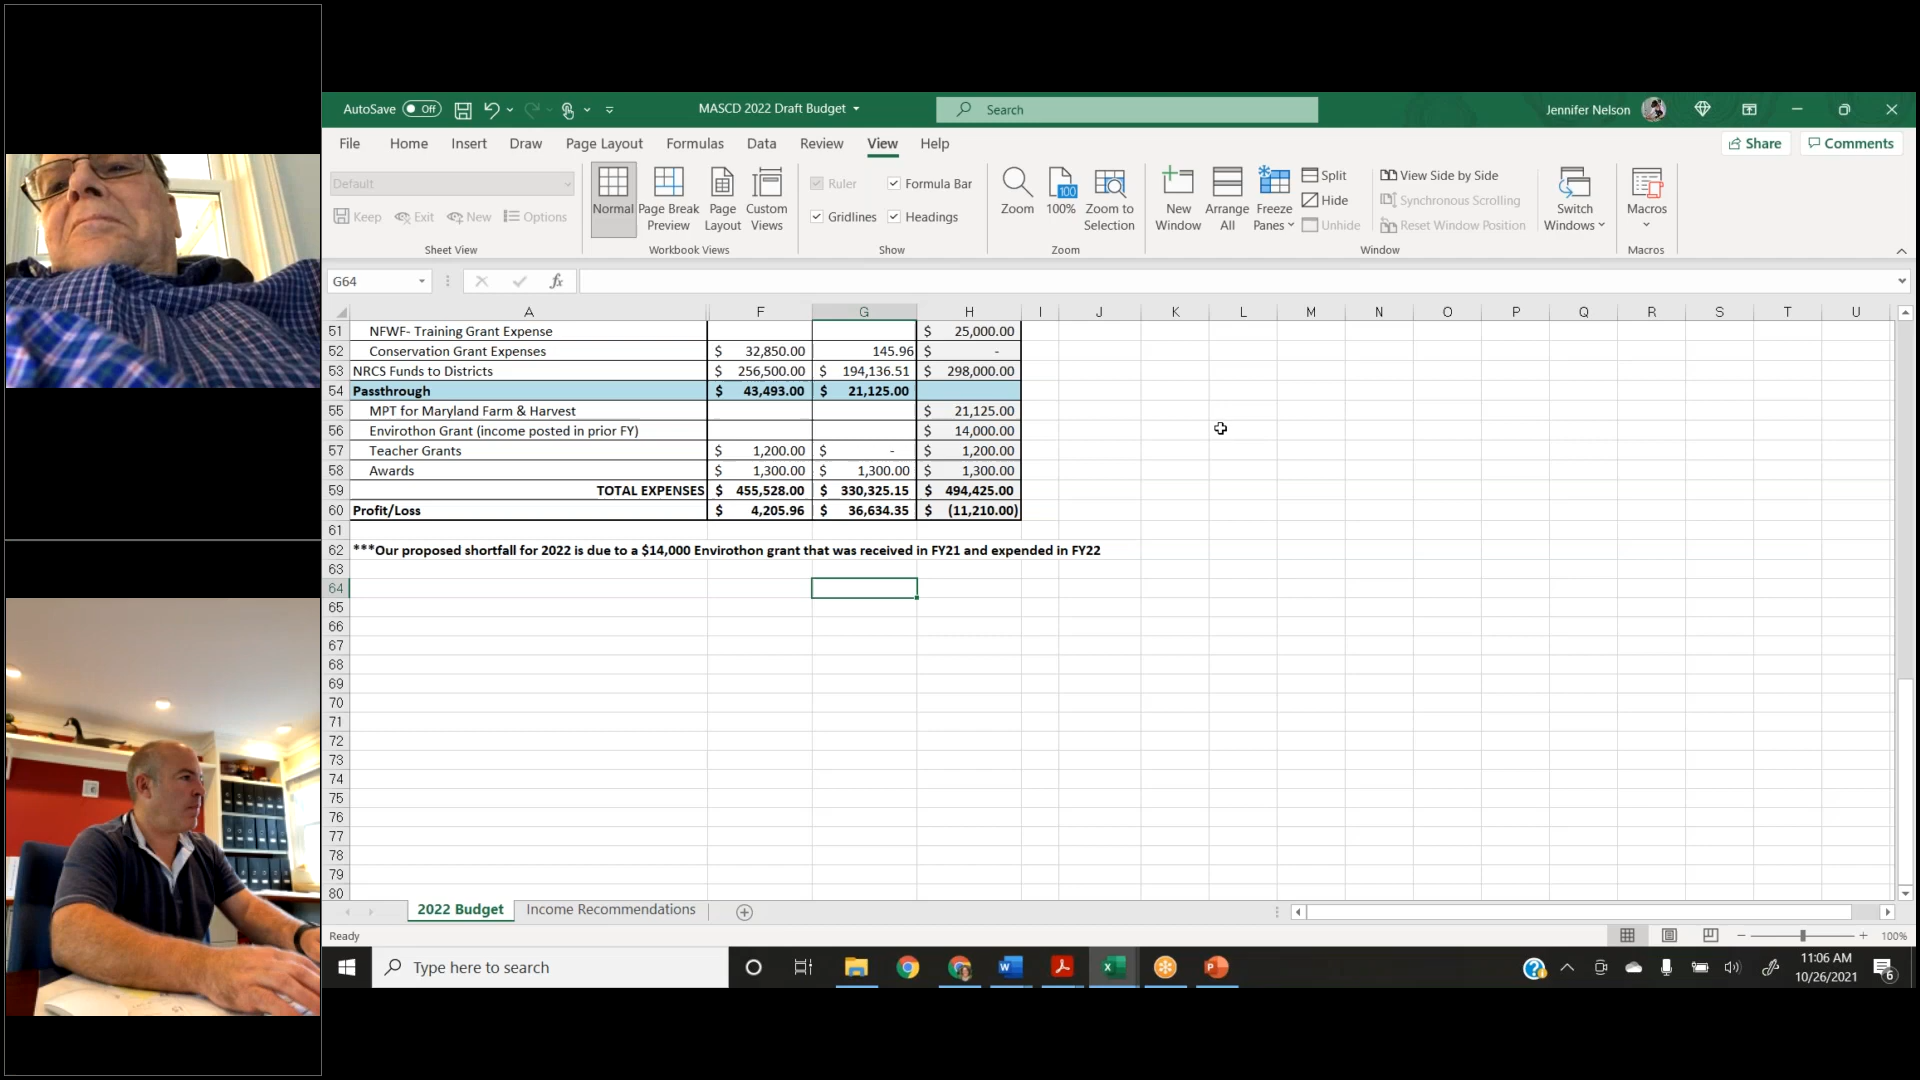 AutoSave Off MASCD 2022 Draft Budget Search Jennifer Nelson
File Home Insert Draw Page Layout Formulas Data Review View Help Share Comments
Default Ruler Formula Bar
Keep Exit New Options
Gridlines Headings
Normal Page Break Preview Page Layout Custom Views
Zoom 100 100% Zoom to Selection
New Window Arrange All Freeze Panes
Split Hide Unhide
View Side by Side
Synchronous Scrolling
Reset Window Position
Switch Windows Macros
Sheet View Workbook Views Show Zoom Window Macros
G64 fx
A F G H I J K L M N O P Q R S T U
51 NFWF- Training Grant Expense $ 25,000.00
52 Conservation Grant Expenses $ 32,850.00 145.96 $ -
53 NRCS Funds to Districts $ 256,500.00 $ 194,136.51 $ 298,000.00
54 Passthrough $ 43,493.00 $ 21,125.00
55 MPT for Maryland Farm & Harvest $ 21,125.00
56 Envirothon Grant (income posted in prior FY) $ 14,000.00
57 Teacher Grants $ 1,200.00 $ - $ 1,200.00
58 Awards $ 1,300.00 $ 1,300.00 $ 1,300.00
59 TOTAL EXPENSES $ 455,528.00 $ 330,325.15 $ 494,425.00
60 Profit/Loss $ 4,205.96 $ 36,634.35 $ (11,210.00)
61
62 ***Our proposed shortfall for 2022 is due to a $14,000 Envirothon grant that was received in FY21 and expended in FY22
63
64
65
66
67
68
69
70
71
72
73
74
75
76
77
78
79
80
2022 Budget Income Recommendations
Ready 100%
Type here to search
11:06 AM
10/26/2021
6